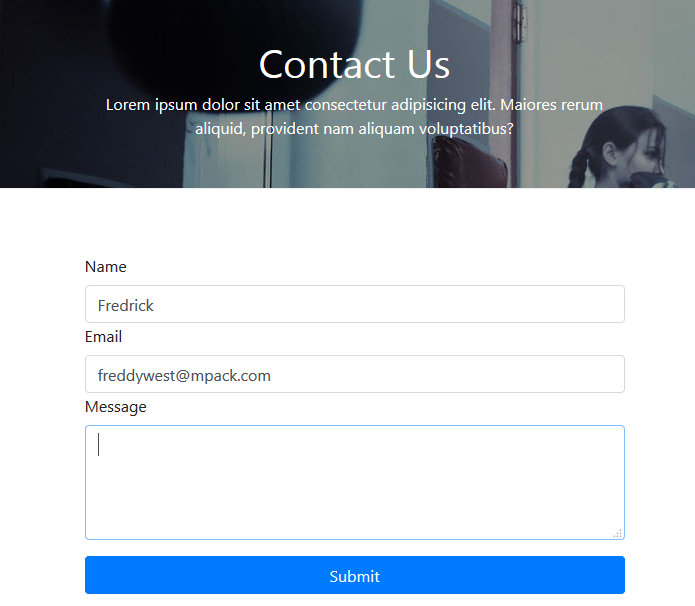 Contact Us
Lorem ipsum dolor sit amet consectetur adipisicing elit. Maiores rerum
aliquid, provident nam aliquam voluptatibus?
Name
Fredrick
Email
freddywest@mpack.com
Message
Submit